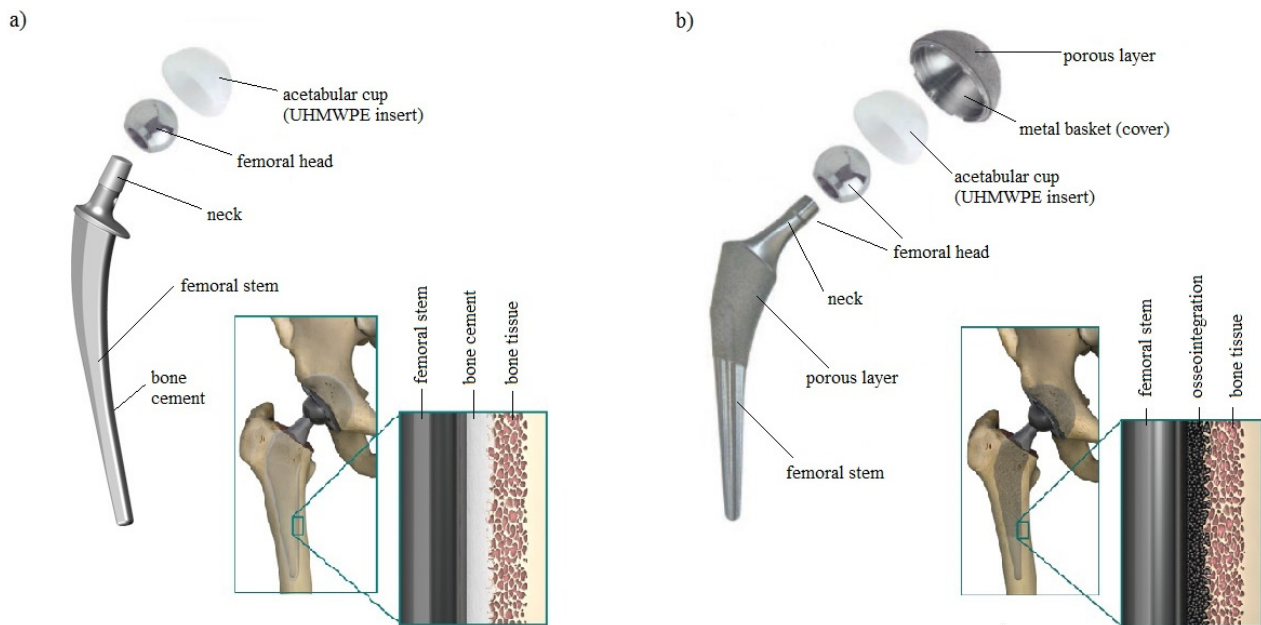 a)
acetabular cup
(UHMWPE insert)
femoral head
neck
femoral stem
bone
cement
femoral stem
bone cement
bone tissue
b)
porous layer
metal basket (cover)
acetabular cup
(UHMWPE insert)
femoral head
neck
porous layer
femoral stem
femoral stem
osseointegration
bone tissue